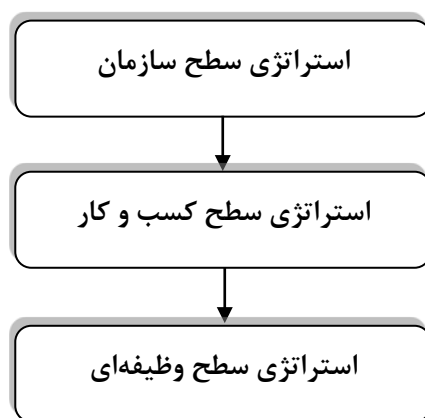 استراتژی سطح سازمان
استراتژی سطح کسب و کار
استراتژی سطح وظیفه‌ای